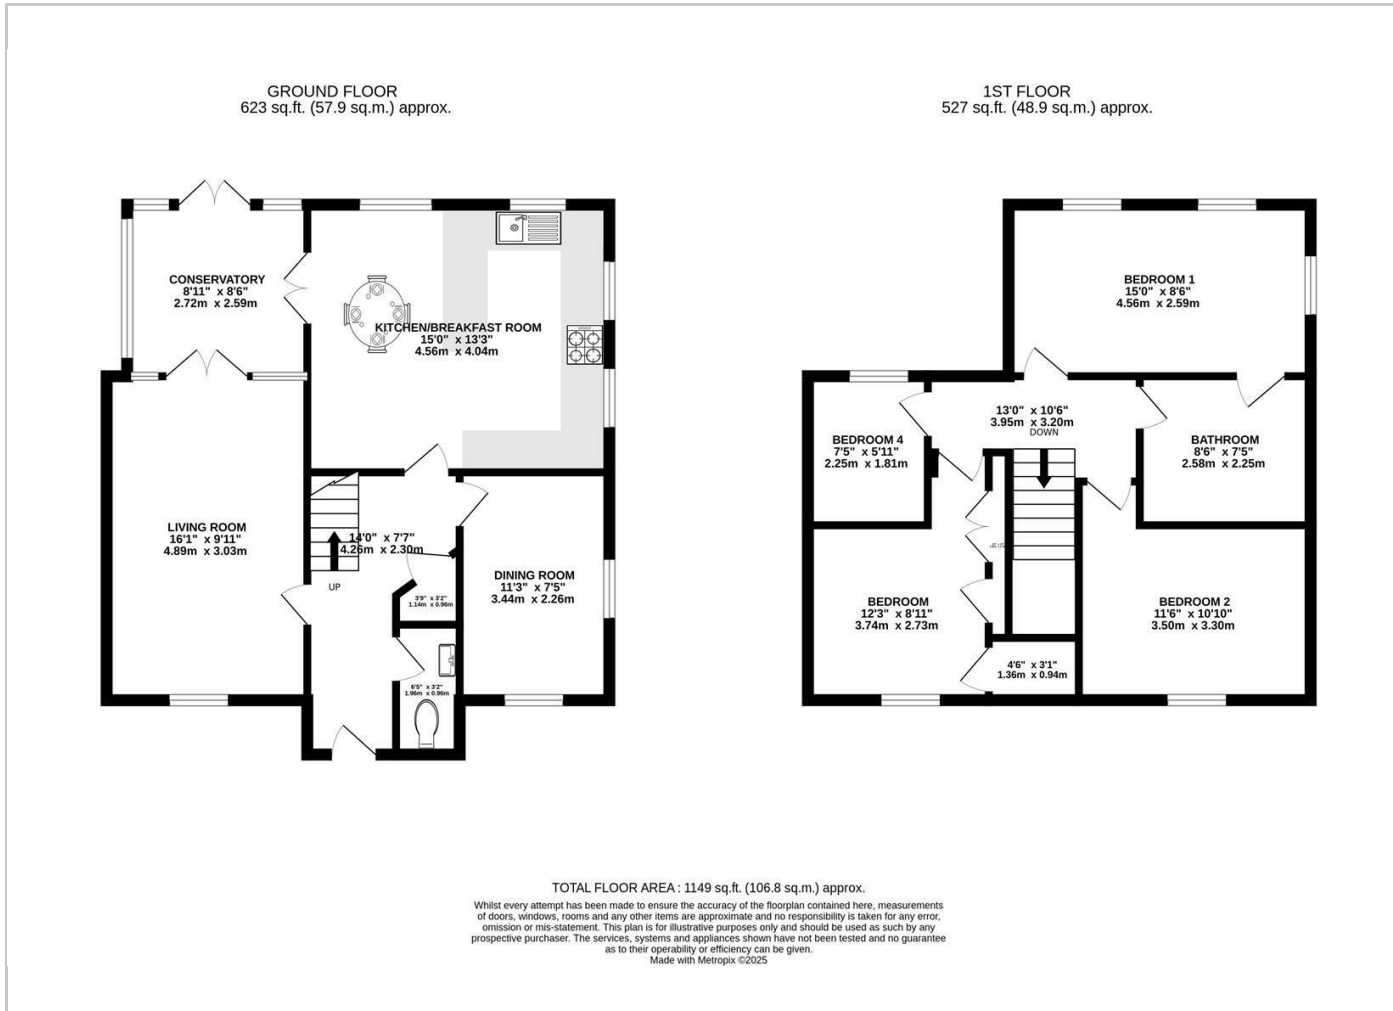 GROUND FLOOR
623 sq.ft. (57.9 sq.m.) approx.
1ST FLOOR
527 sq.ft. (48.9 sq.m.) approx.
CONSERVATORY
8'11" x 8'6"
2.72m x 2.59m
KITCHEN/BREAKFAST ROOM
15'0" x 13'3"
4.56m x 4.04m
LIVING ROOM
16'1" x 9'11"
4.89m x 3.03m
14'0" x 7'7"
4.26m x 2.30m
UP
3'9" x 3'2"
1.14m x 0.96m
DINING ROOM
11'3" x 7'5"
3.44m x 2.26m
6'5" x 3'2"
1.96m x 0.96m
BEDROOM 1
15'0" x 8'6"
4.56m x 2.59m
13'0" x 10'6"
3.95m x 3.20m
DOWN
BEDROOM 4
7'5" x 5'11"
2.25m x 1.81m
BATHROOM
8'6" x 7'5"
2.58m x 2.25m
BEDROOM
12'3" x 8'11"
3.74m x 2.73m
BEDROOM 2
11'6" x 10'10"
3.50m x 3.30m
4'6" x 3'1"
1.36m x 0.94m
TOTAL FLOOR AREA : 1149 sq.ft. (106.8 sq.m.) approx.
Whilst every attempt has been made to ensure the accuracy of the floorplan contained here, measurements
of doors, windows, rooms and any other items are approximate and no responsibility is taken for any error,
omission or mis-statement. This plan is for illustrative purposes only and should be used as such by any
prospective purchaser. The services, systems and appliances shown have not been tested and no guarantee
as to their operability or efficiency can be given.
Made with Metropix ©2025